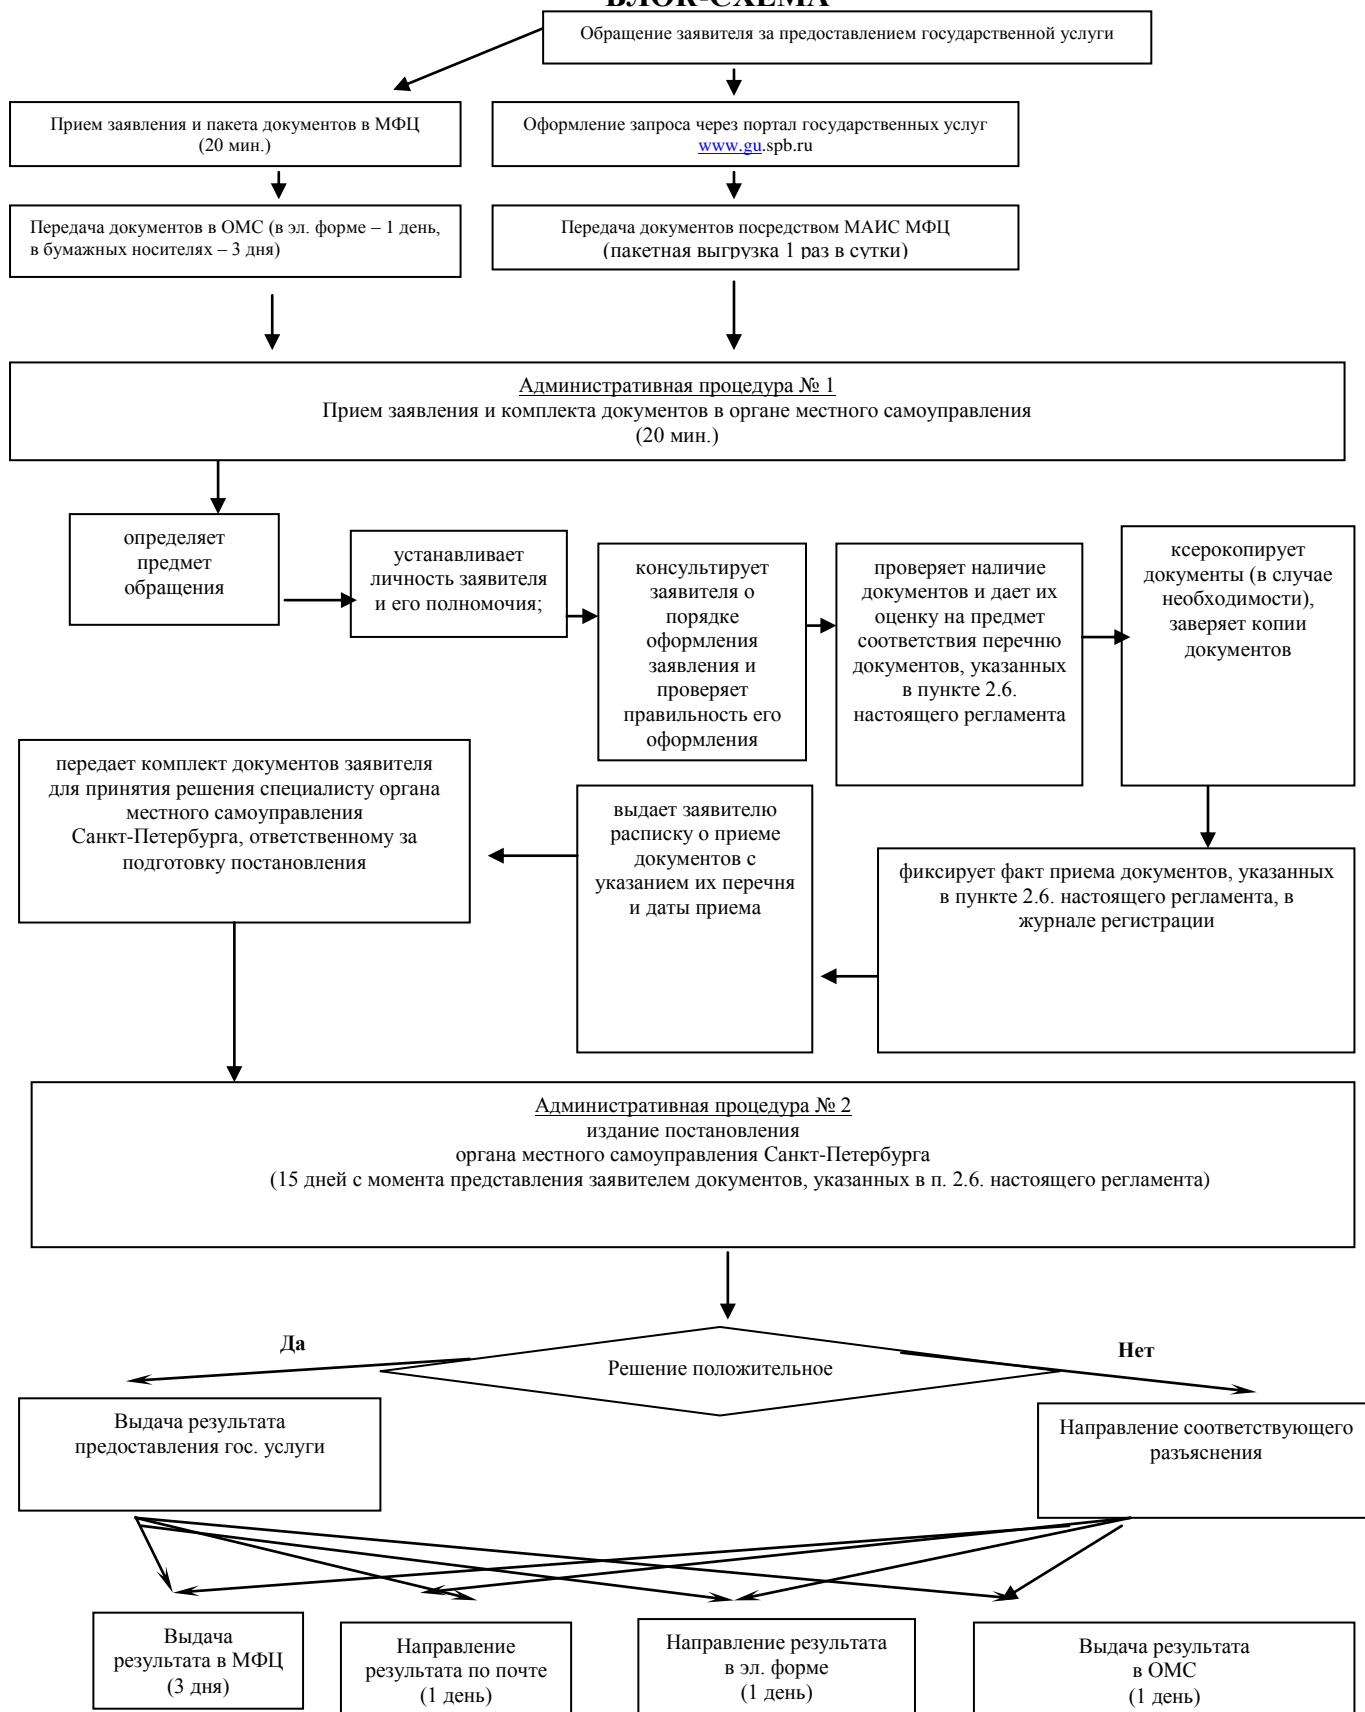 БЛОК-СХЕМА
Обращение заявителя за предоставлением государственной услуги
Прием заявления и пакета документов в МФЦ
(20 мин.)
Оформление запроса через портал государственных услуг
www.gu.spb.ru
Передача документов в ОМС (в эл. форме – 1 день,
в бумажных носителях – 3 дня)
Передача документов посредством МАИС МФЦ
(пакетная выгрузка 1 раз в сутки)
Административная процедура № 1
Прием заявления и комплекта документов в органе местного самоуправления
(20 мин.)
определяет
предмет
обращения
устанавливает
личность заявителя
и его полномочия;
консультирует
заявителя о
порядке
оформления
заявления и
проверяет
правильность его
оформления
проверяет наличие
документов и дает их
оценку на предмет
соответствия перечню
документов, указанных
в пункте 2.6.
настоящего регламента
ксерокопирует
документы (в случае
необходимости),
заверяет копии
документов
фиксирует факт приема документов, указанных
в пункте 2.6. настоящего регламента, в
журнале регистрации
выдает заявителю
расписку о приеме
документов с
указанием их перечня
и даты приема
передает комплект документов заявителя
для принятия решения специалисту органа
местного самоуправления
Санкт-Петербурга, ответственному за
подготовку постановления
Административная процедура № 2
издание постановления
органа местного самоуправления Санкт-Петербурга
(15 дней с момента представления заявителем документов, указанных в п. 2.6. настоящего регламента)
Да
Решение положительное
Нет
Выдача результата
предоставления гос. услуги
Направление соответствующего
разъяснения
Выдача
результата в МФЦ
(3 дня)
Направление
результата по почте
(1 день)
Направление результата
в эл. форме
(1 день)
Выдача результата
в ОМС
(1 день)